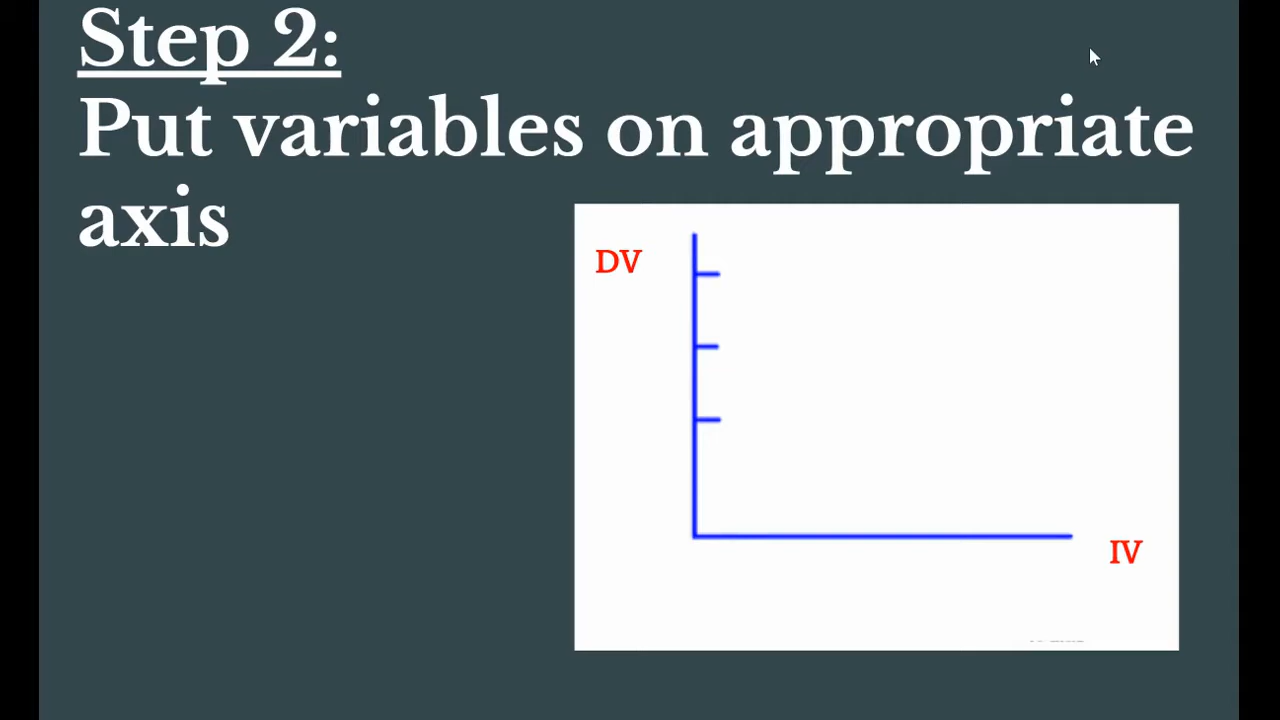 Step 2:
Put variables on appropriate
axis
DV
IV